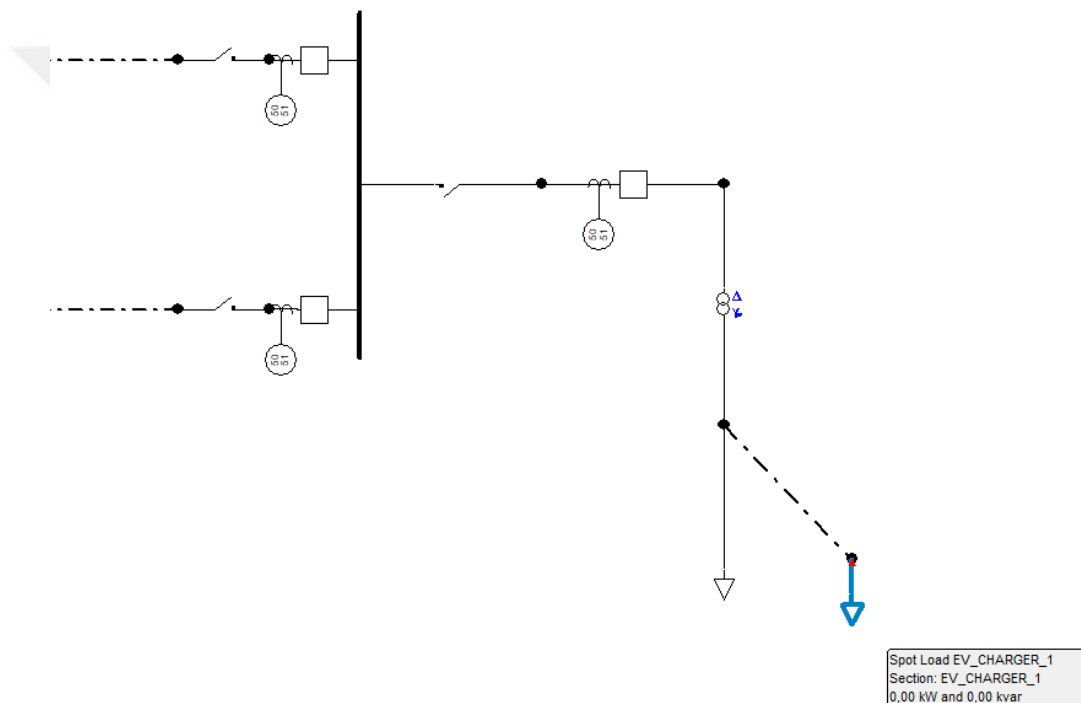 50
51
50
51
Δ
Y
50
51
Spot Load EV_CHARGER_1
Section: EV_CHARGER_1
0,00 kW and 0,00 kvar